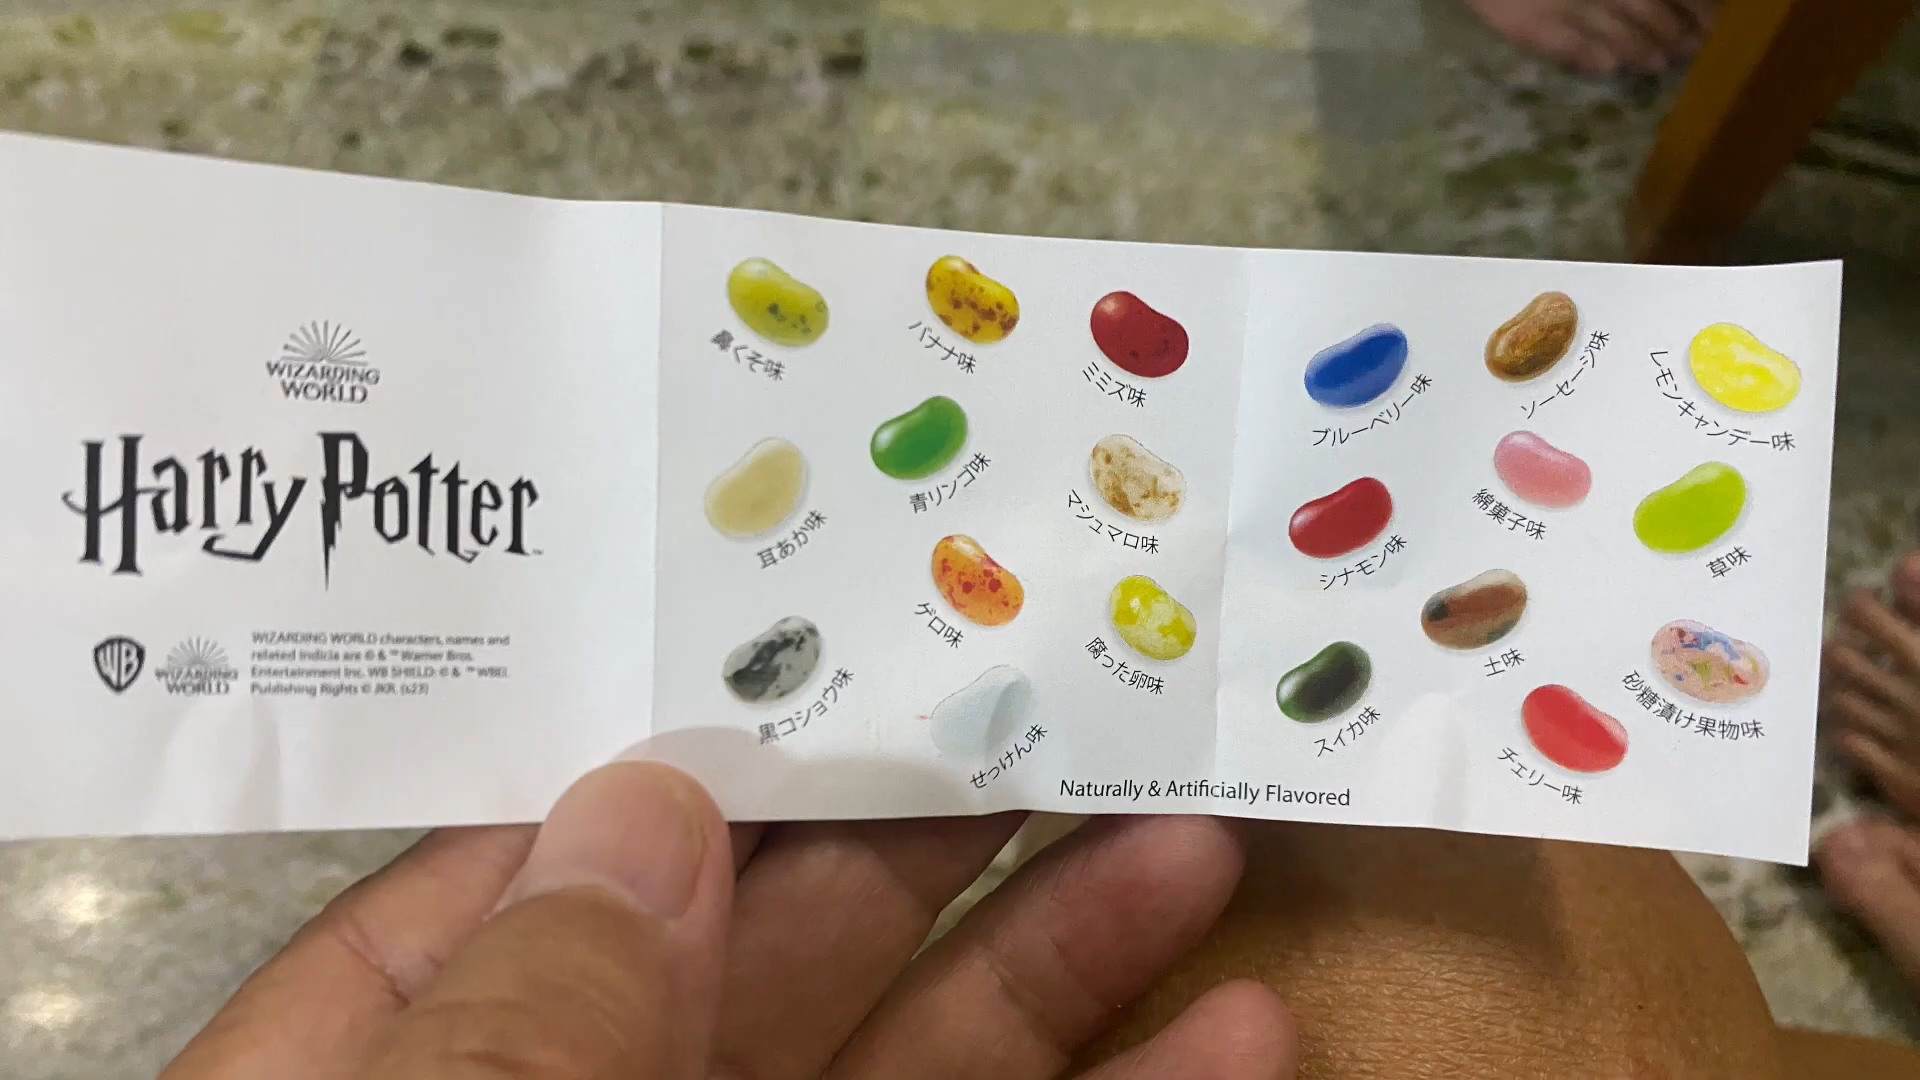 WIZARDING
WORLD
Harry Potter
WB
WIZARDING
WORLD
WIZARDING WORLD characters, names and
related indicia are © & ™ Warner Bros.
Entertainment Inc. WB SHIELD: © & ™ WBEI.
Publishing Rights © JKR. (s23)
鼻くそ味
バナナ味
ミミズ味
耳あか味
青リンゴ味
マシュマロ味
黒コショウ味
ゲロ味
腐った卵味
せっけん味
ブルーベリー味
ソーセージ味
レモンキャンデー味
シナモン味
綿菓子味
草味
スイカ味
土味
砂糖漬け果物味
チェリー味
Naturally & Artificially Flavored